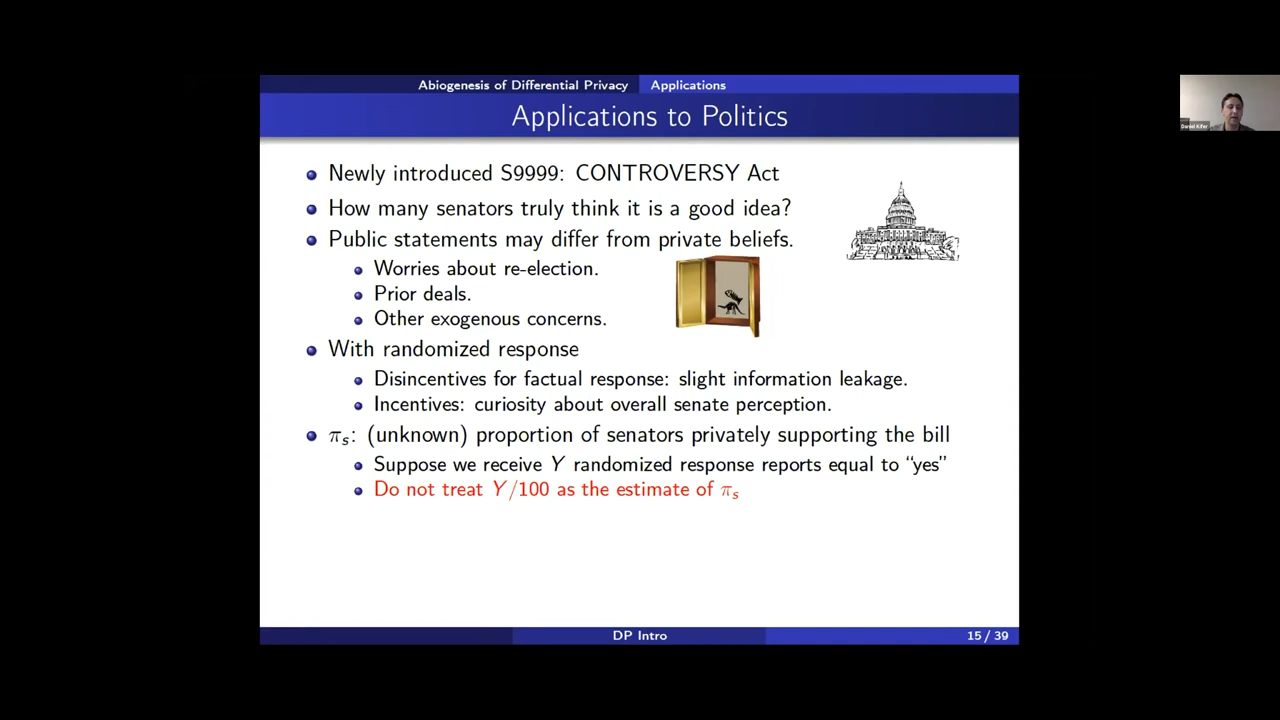 Abiogenesis of Differential Privacy Applications
Applications to Politics
Newly introduced S9999: CONTROVERSY Act
How many senators truly think it is a good idea?
Public statements may differ from private beliefs.
Worries about re-election.
Prior deals.
Other exogenous concerns.
With randomized response
Disincentives for factual response: slight information leakage.
Incentives: curiosity about overall senate perception.
πₛ: (unknown) proportion of senators privately supporting the bill
Suppose we receive Y randomized response reports equal to “yes”
Do not treat Y/100 as the estimate of πₛ
DP Intro
15 / 39
Daniel Kifer